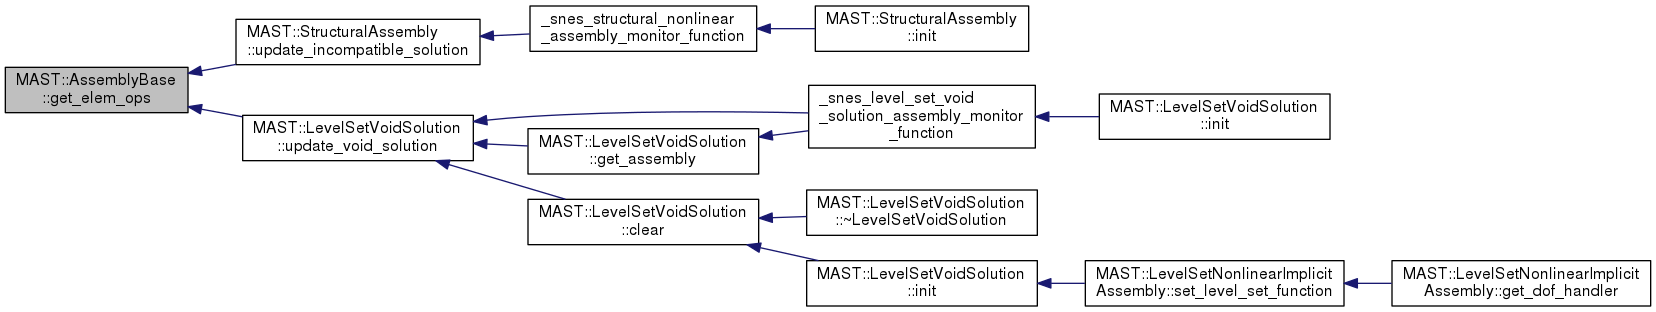 MAST::AssemblyBase
::get_elem_ops
MAST::StructuralAssembly
::update_incompatible_solution
_snes_structural_nonlinear
_assembly_monitor_function
MAST::StructuralAssembly
::init
MAST::LevelSetVoidSolution
::update_void_solution
_snes_level_set_void
_solution_assembly_monitor
_function
MAST::LevelSetVoidSolution
::init
MAST::LevelSetVoidSolution
::get_assembly
MAST::LevelSetVoidSolution
::clear
MAST::LevelSetVoidSolution
::~LevelSetVoidSolution
MAST::LevelSetVoidSolution
::init
MAST::LevelSetNonlinearImplicit
Assembly::set_level_set_function
MAST::LevelSetNonlinearImplicit
Assembly::get_dof_handler